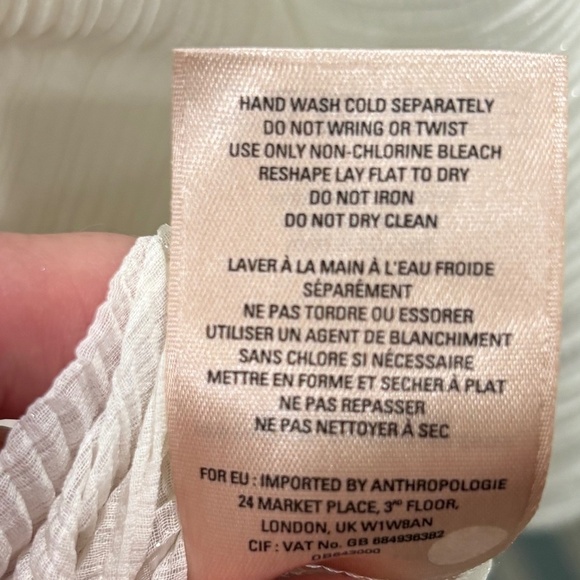 HAND WASH COLD SEPARATELY
DO NOT WRING OR TWIST
USE ONLY NON-CHLORINE BLEACH
RESHAPE LAY FLAT TO DRY
DO NOT IRON
DO NOT DRY CLEAN
LAVER À LA MAIN À L'EAU FROIDE
SÉPARÉMENT
NE PAS TORDRE OU ESSORER
UTILISER UN AGENT DE BLANCHIMENT
SANS CHLORE SI NÉCESSAIRE
METTRE EN FORME ET SECHER À PLAT
NE PAS REPASSER
NE PAS NETTOYER À SEC
FOR EU : IMPORTED BY ANTHROPOLOGIE
24 MARKET PLACE, 3RD FLOOR,
LONDON, UK W1W8AN
CIF : VAT No. GB 684936382